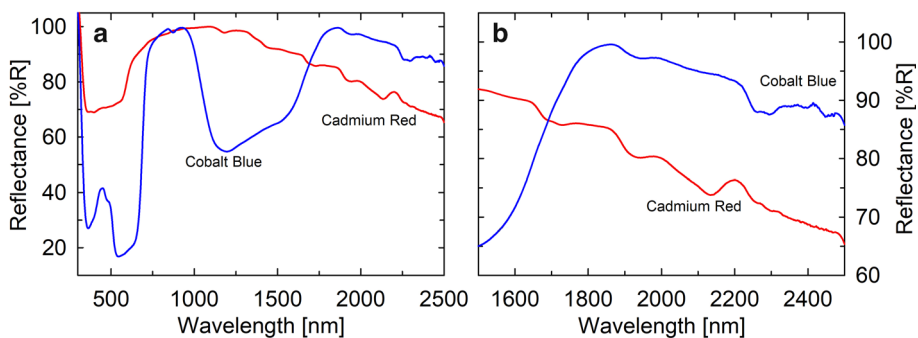 a
Reflectance [%R]
100
80
60
40
20
Cobalt Blue
Cadmium Red
500 1000 1500 2000 2500
Wavelength [nm]
b
100
90
80
70
60
Reflectance [%R]
Cobalt Blue
Cadmium Red
1600 1800 2000 2200 2400
Wavelength [nm]